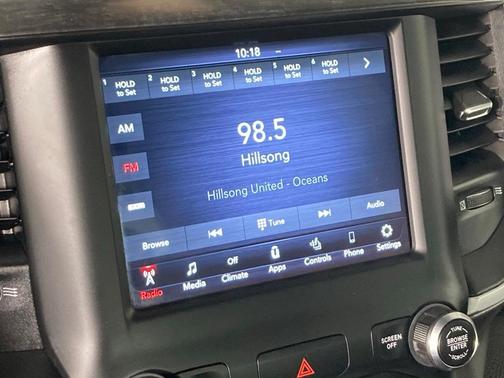 10:18 --
1 HOLD to Set 2 HOLD to Set 3 HOLD to Set 4 HOLD to Set 5 HOLD to Set 6 HOLD to Set
AM
98.5
FM
Hillsong
Hillsong United - Oceans
Browse Tune Audio
Radio Media Off Climate Apps Controls Phone Settings
SCREEN OFF
TUNE
BROWSE
ENTER
SCROLL